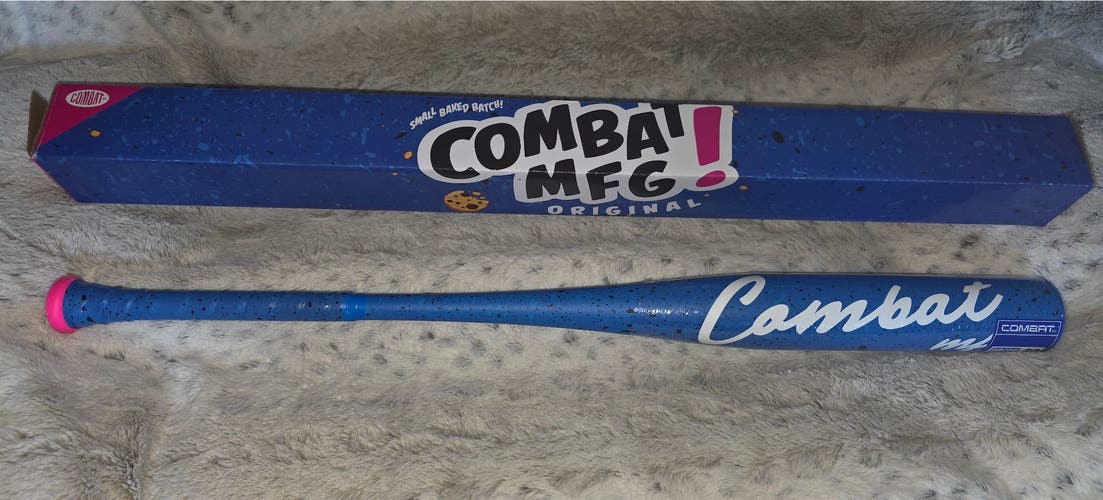 COMBAT
SMALL BAKED BATCH!
COMBAT!
MFG
ORIGINAL
Combat
COMBAT